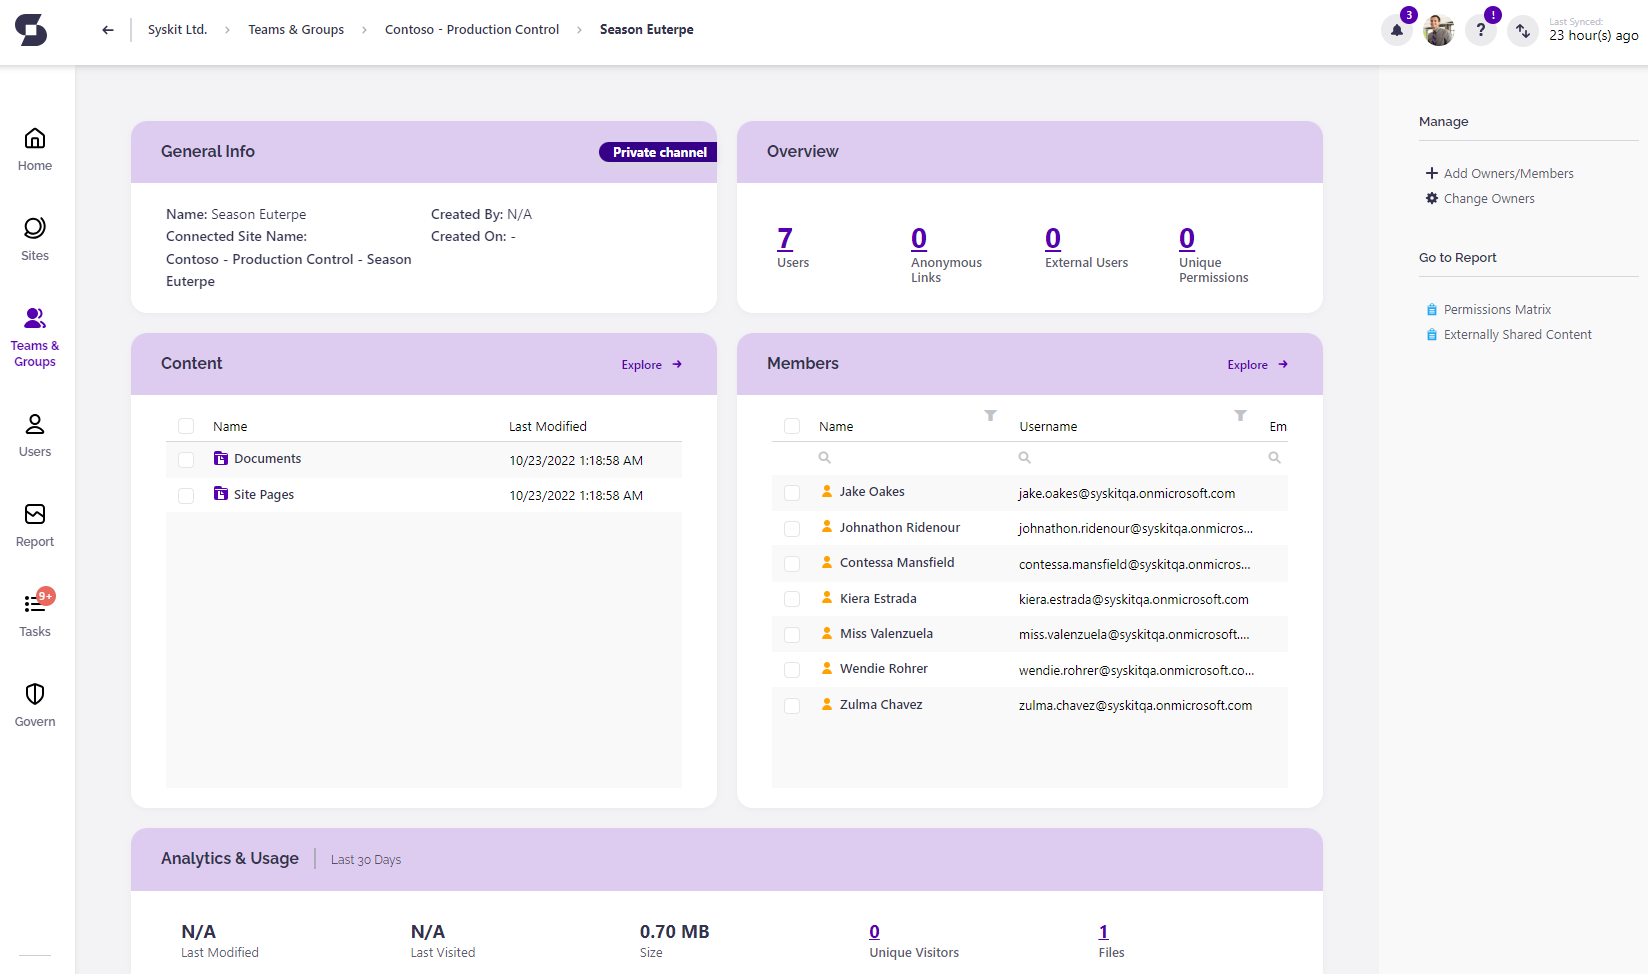 Syskit Ltd. > Teams & Groups > Contoso - Production Control > Season Euterpe
3
?
!
Last Synced:
23 hour(s) ago
Home
Sites
Teams &
Groups
Users
Report
9+
Tasks
Govern
General Info
Private channel
Name: Season Euterpe
Created By: N/A
Connected Site Name:
Created On: -
Contoso - Production Control - Season
Euterpe
Overview
7
Users
0
Anonymous
Links
0
External Users
0
Unique
Permissions
Content
Explore
Name Last Modified
Documents 10/23/2022 1:18:58 AM
Site Pages 10/23/2022 1:18:58 AM
Members
Explore
Name Username Em
Jake Oakes jake.oakes@syskitqa.onmicrosoft.com
Johnathon Ridenour johnathon.ridenour@syskitqa.onmicros...
Contessa Mansfield contessa.mansfield@syskitqa.onmicros...
Kiera Estrada kiera.estrada@syskitqa.onmicrosoft.com
Miss Valenzuela miss.valenzuela@syskitqa.onmicrosoft....
Wendie Rohrer wendie.rohrer@syskitqa.onmicrosoft.co...
Zulma Chavez zulma.chavez@syskitqa.onmicrosoft.com
Analytics & Usage
Last 30 Days
N/A
Last Modified
N/A
Last Visited
0.70 MB
Size
0
Unique Visitors
1
Files
Manage
Add Owners/Members
Change Owners
Go to Report
Permissions Matrix
Externally Shared Content